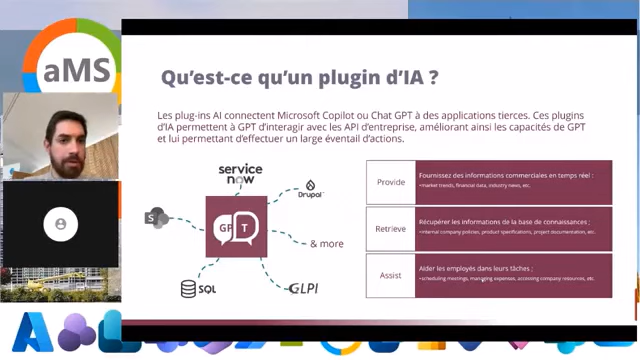 aMS
Qu'est-ce qu'un plugin d'IA ?
Les plug-ins AI connectent Microsoft Copilot ou Chat GPT à des applications tierces. Ces plugins
d'IA permettent à GPT d'interagir avec les API d'entreprise, améliorant ainsi les capacités de GPT
et lui permettant d'effectuer un large éventail d'actions.
service
now
Drupal
S
GPT
& more
SQL
GLPI
Provide
Fournissez des informations commerciales en temps réel :
• market trends, financial data, industry news, etc.
Retrieve
Récupérer les informations de la base de connaissances :
• internal company policies, product specifications, project documentation, etc.
Assist
Aider les employés dans leurs tâches :
• scheduling meetings, managing expenses, accessing company resources, etc.